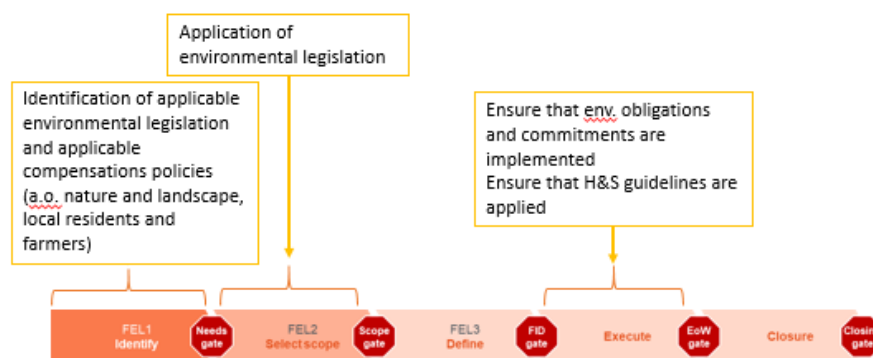 Application of
environmental legislation
Identification of applicable
environmental legislation
and applicable
compensations policies
(a.o. nature and landscape,
local residents and
farmers)
Ensure that env. obligations
and commitments are
implemented
Ensure that H&S guidelines are
applied
FEL1
Identify
Needs
gate
FEL2
Select scope
Scope
gate
FEL3
Define
FID
gate
Execute
EoW
gate
Closure
Closin
gate